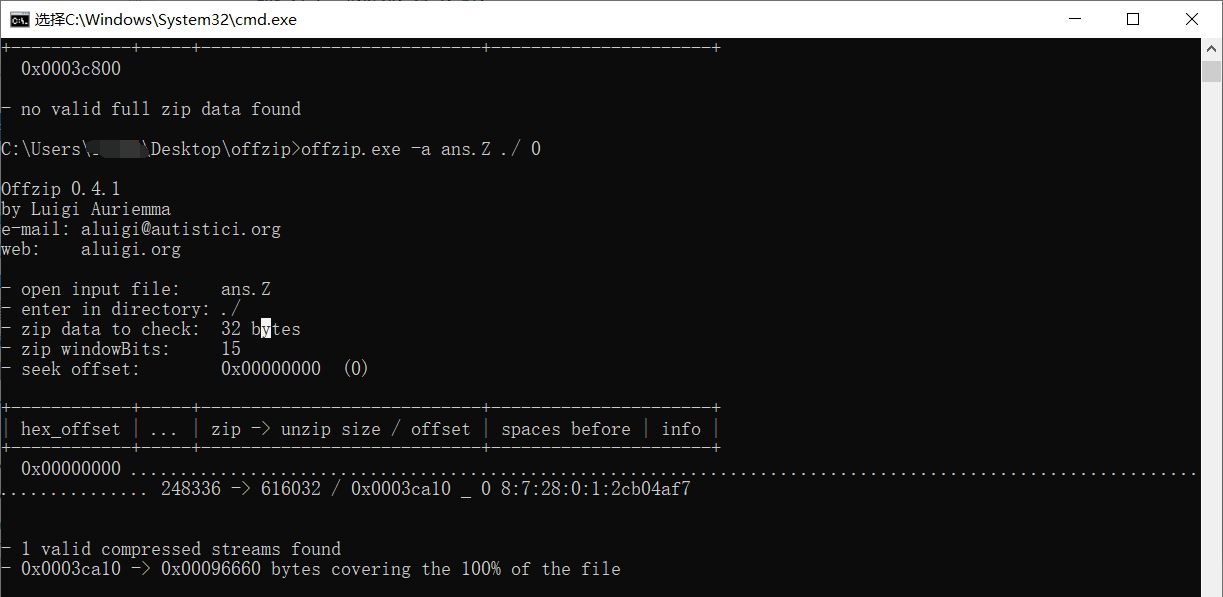 选择C:\Windows\System32\cmd.exe
+------------+-----+----------------------------+----------------------+
0x0003c800
- no valid full zip data found
C:\Users\ \Desktop\offzip>offzip.exe -a ans.Z ./ 0
Offzip 0.4.1
by Luigi Auriemma
e-mail: aluigi@autistici.org
web:    aluigi.org
- open input file:    ans.Z
- enter in directory: ./
- zip data to check:  32 bytes
- zip windowBits:     15
- seek offset:        0x00000000  (0)
+------------+-----+----------------------------+----------------------+
| hex_offset | ... | zip -> unzip size / offset | spaces before | info |
+------------+-----+----------------------------+----------------------+
0x00000000 ...........................................................................................................
............... 248336 -> 616032 / 0x0003ca10 _ 0 8:7:28:0:1:2cb04af7
- 1 valid compressed streams found
- 0x0003ca10 -> 0x00096660 bytes covering the 100% of the file